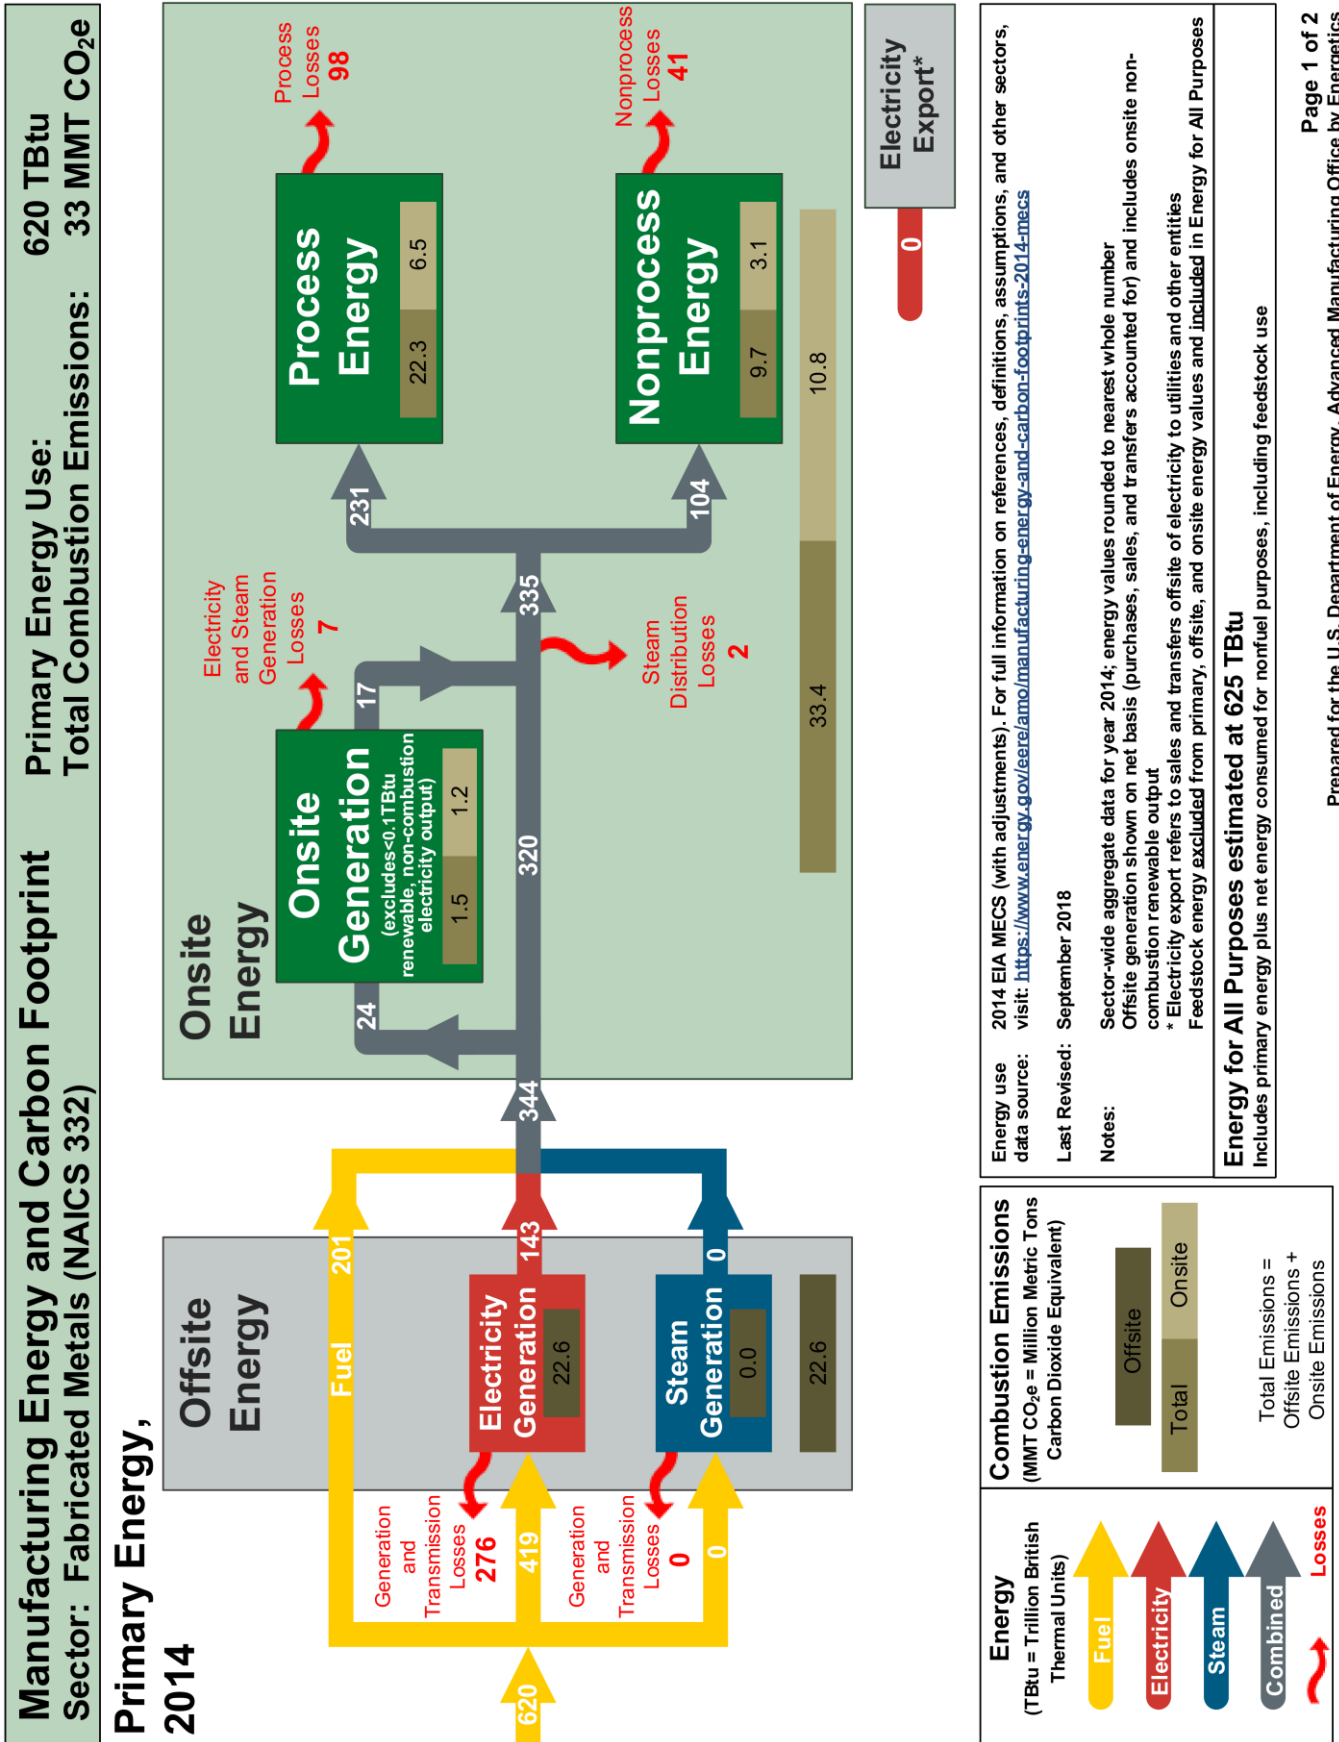 Manufacturing Energy and Carbon Footprint
Sector: Fabricated Metals (NAICS 332)
Primary Energy Use: 620 TBtu
Total Combustion Emissions: 33 MMT CO₂e
Primary Energy,
2014
Offsite
Energy
Onsite
Energy
620
Fuel
201
Generation
and
Transmission
Losses
276
419
Electricity
Generation
22.6
143
Generation
and
Transmission
Losses
0
0
Steam
Generation
0.0
0
22.6
344
24
Onsite
Generation
(excludes<0.1TBtu
renewable, non-combustion
electricity output)
1.5
1.2
Electricity
and Steam
Generation
Losses
7
17
320
335
Steam
Distribution
Losses
2
231
104
Process
Energy
22.3
6.5
Process
Losses
98
Nonprocess
Energy
9.7
3.1
Nonprocess
Losses
41
33.4
10.8
0
Electricity
Export*
Energy
(TBtu = Trillion British
Thermal Units)
Fuel
Electricity
Steam
Combined
Losses
Combustion Emissions
(MMT CO₂e = Million Metric Tons
Carbon Dioxide Equivalent)
Offsite
Total
Onsite
Total Emissions =
Offsite Emissions +
Onsite Emissions
Energy use
data source:
2014 EIA MECS (with adjustments). For full information on references, definitions, assumptions, and other sectors,
visit: https://www.energy.gov/eere/amo/manufacturing-energy-and-carbon-footprints-2014-mecs
Last Revised: September 2018
Notes:
Sector-wide aggregate data for year 2014; energy values rounded to nearest whole number
Offsite generation shown on net basis (purchases, sales, and transfers accounted for) and includes onsite non-
combustion renewable output
* Electricity export refers to sales and transfers offsite of electricity to utilities and other entities
Feedstock energy excluded from primary, offsite, and onsite energy values and included in Energy for All Purposes
Energy for All Purposes estimated at 625 TBtu
Includes primary energy plus net energy consumed for nonfuel purposes, including feedstock use
Page 1 of 2
Prepared for the U.S. Department of Energy, Advanced Manufacturing Office by Energetics